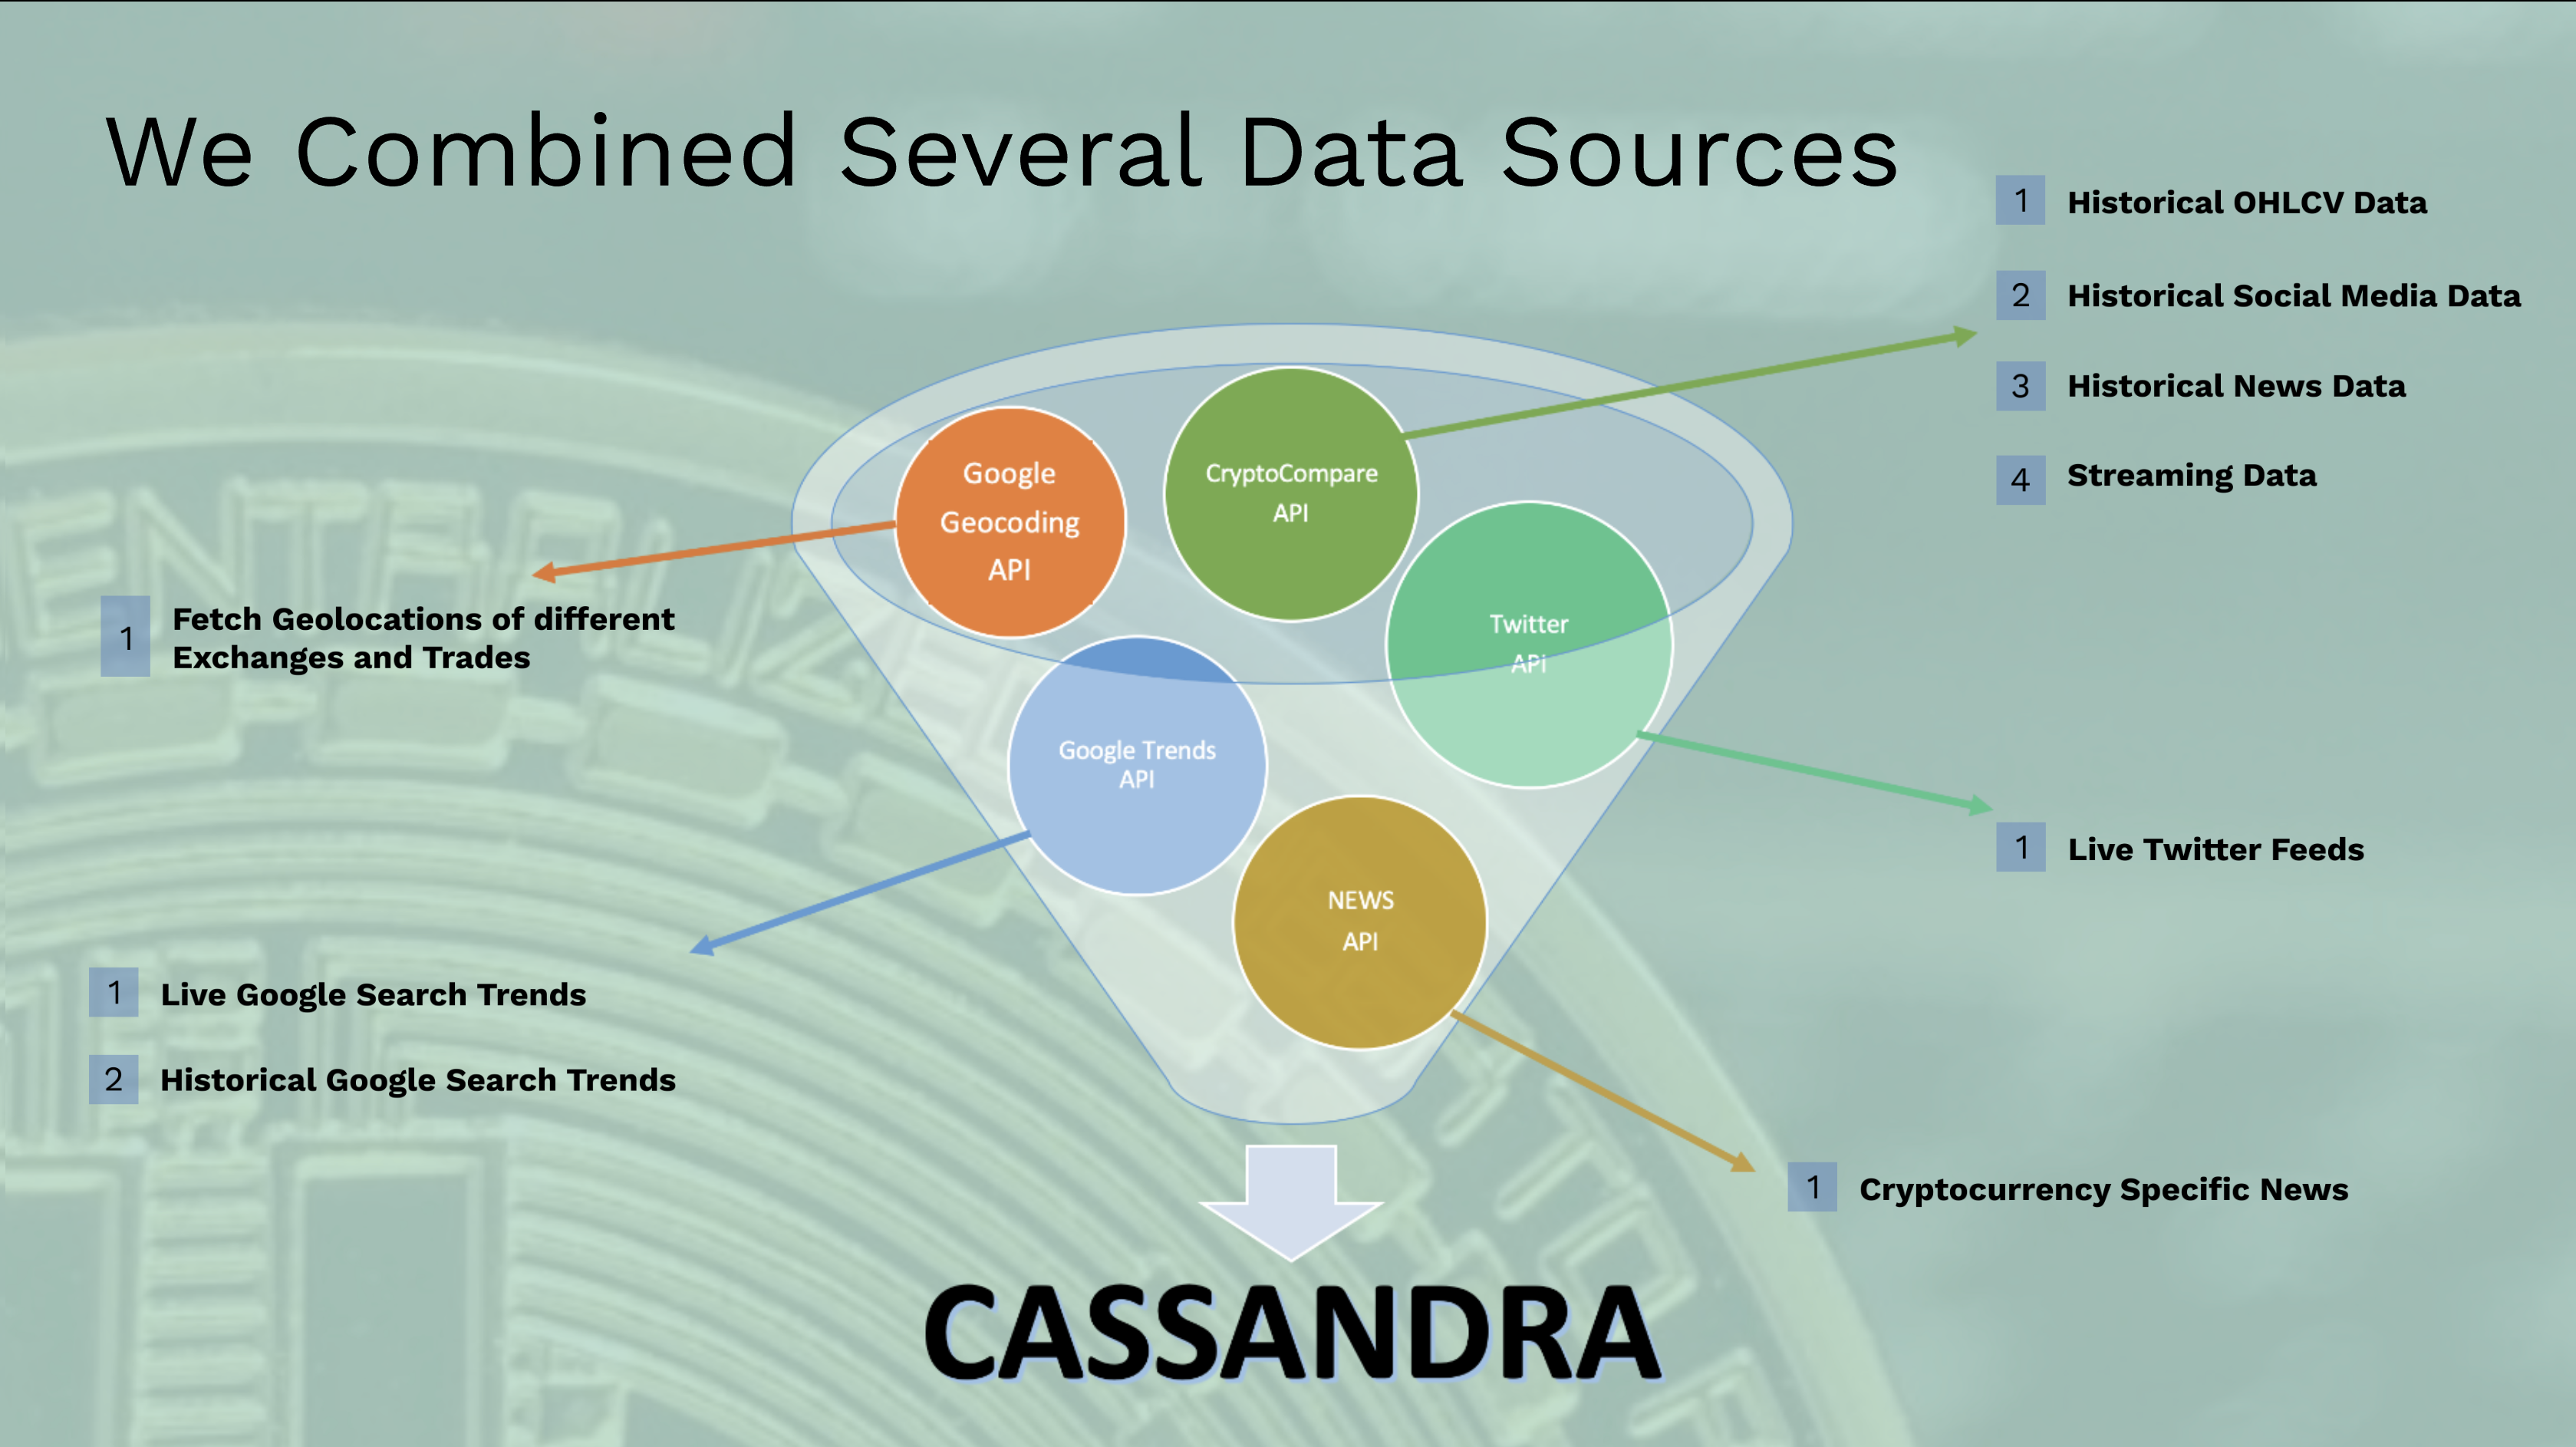 We Combined Several Data Sources
1 Historical OHLCV Data
2 Historical Social Media Data
3 Historical News Data
4 Streaming Data
Google
Geocoding
API
CryptoCompare
API
Twitter
API
1 Fetch Geolocations of different
Exchanges and Trades
Google Trends
API
1 Live Twitter Feeds
NEWS
API
1 Live Google Search Trends
2 Historical Google Search Trends
1 Cryptocurrency Specific News
CASSANDRA